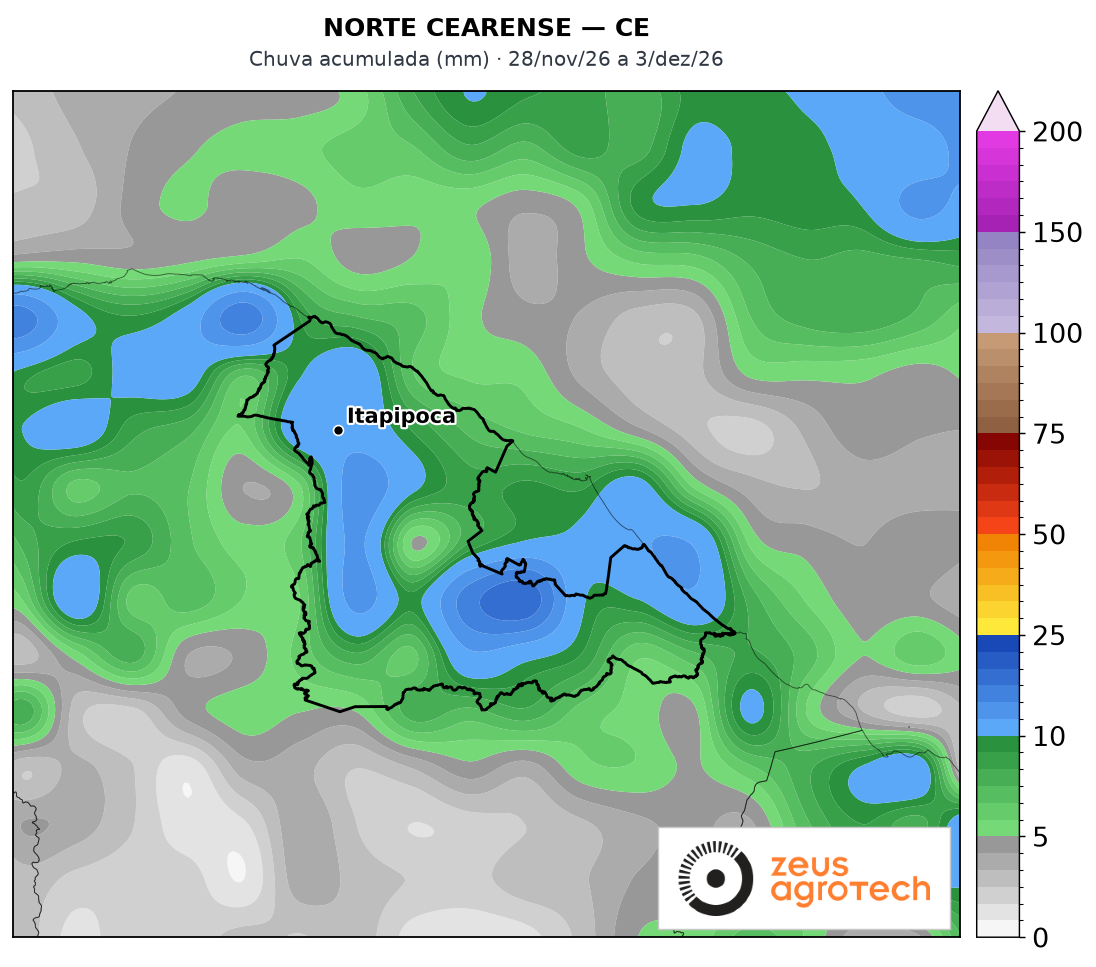 NORTE CEARENSE — CE
Chuva acumulada (mm) · 28/nov/26 a 3/dez/26
Itapipoca
200
150
100
75
50
25
10
5
0
zeus
agrotech